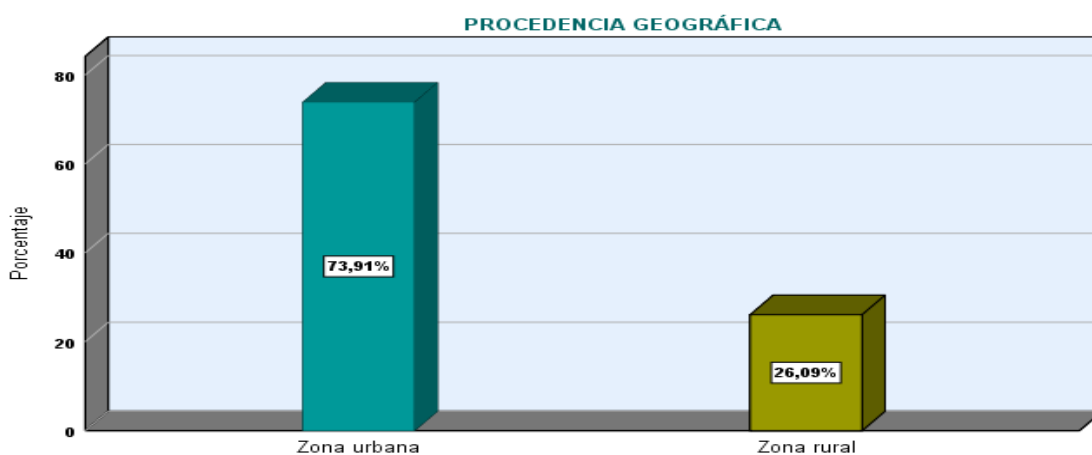 PROCEDENCIA GEOGRÁFICA
80
60
40
20
0
Porcentaje
73,91%
26,09%
Zona urbana
Zona rural